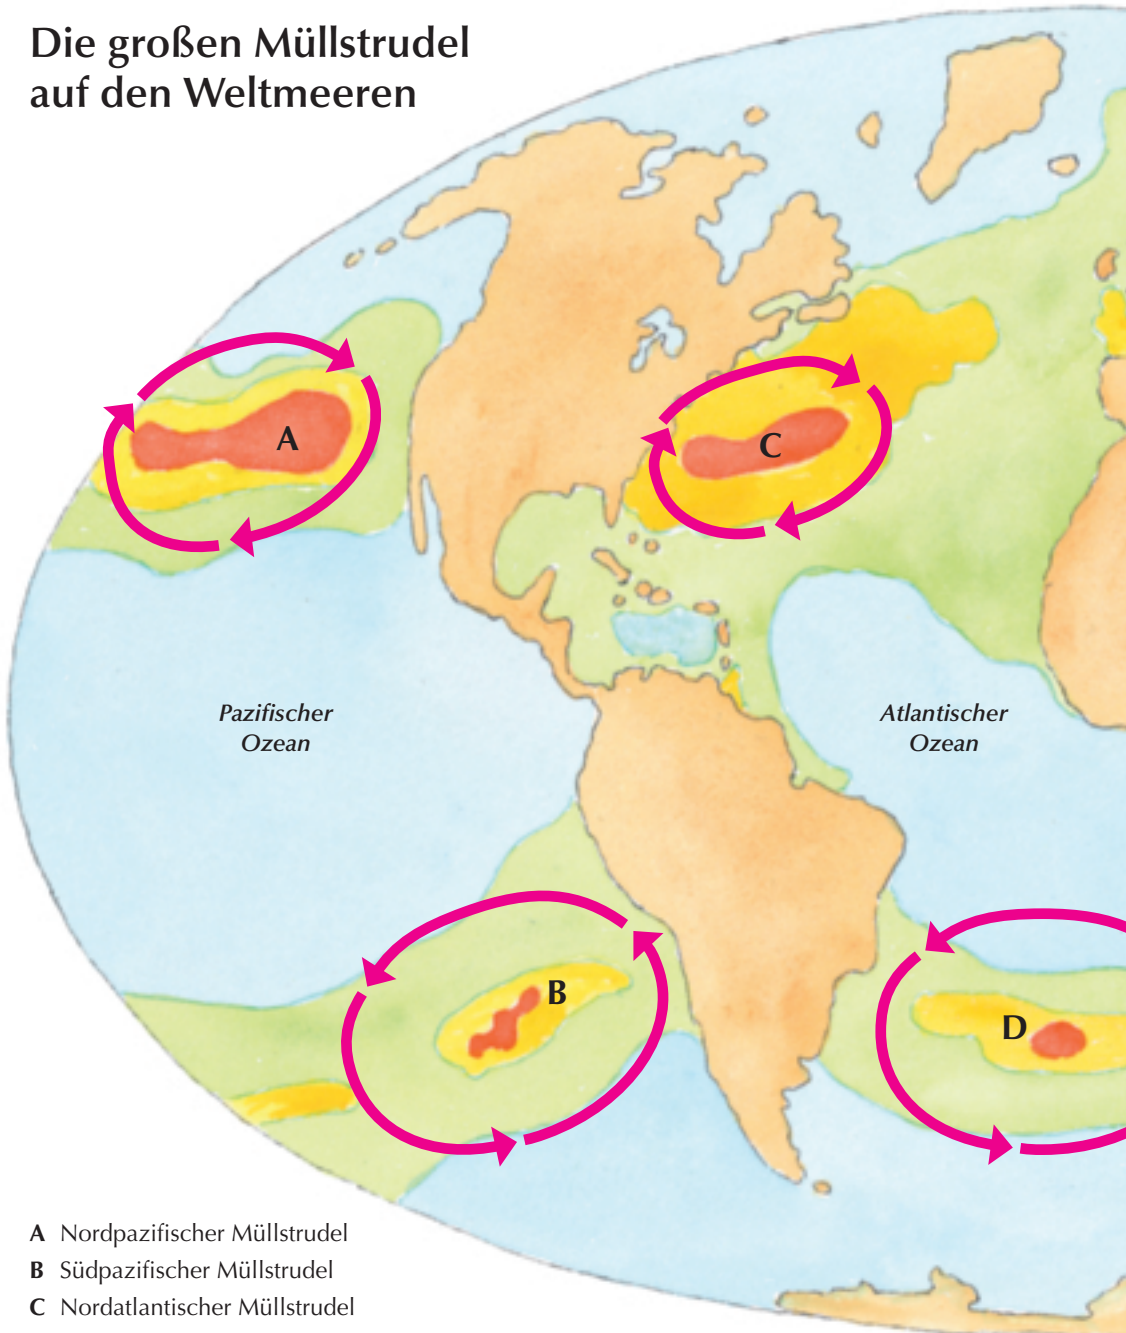 Die großen Müllstrudel
auf den Weltmeeren
A
C
Pazifischer
Ozean
Atlantischer
Ozean
B
D
A Nordpazifischer Müllstrudel
B Südpazifischer Müllstrudel
C Nordatlantischer Müllstrudel